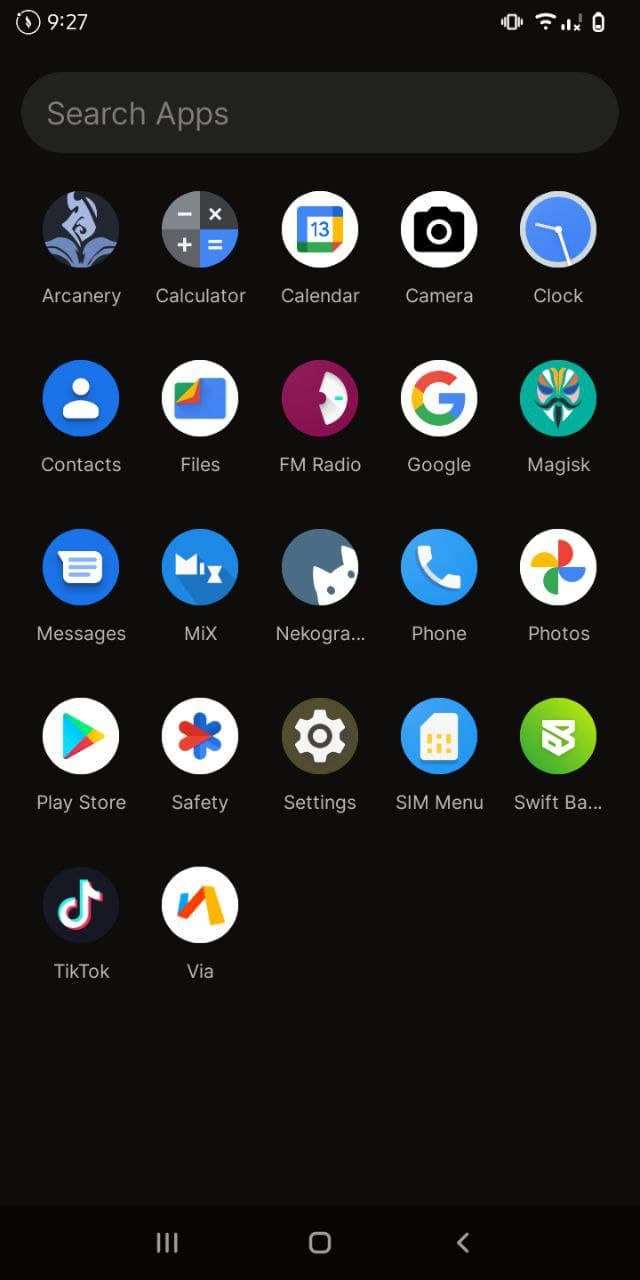 9:27
Search Apps
13
Arcanery Calculator Calendar Camera Clock
Contacts Files FM Radio Google Magisk
MiX
Messages MiX Nekogra... Phone Photos
Play Store Safety Settings SIM Menu Swift Ba...
TikTok Via